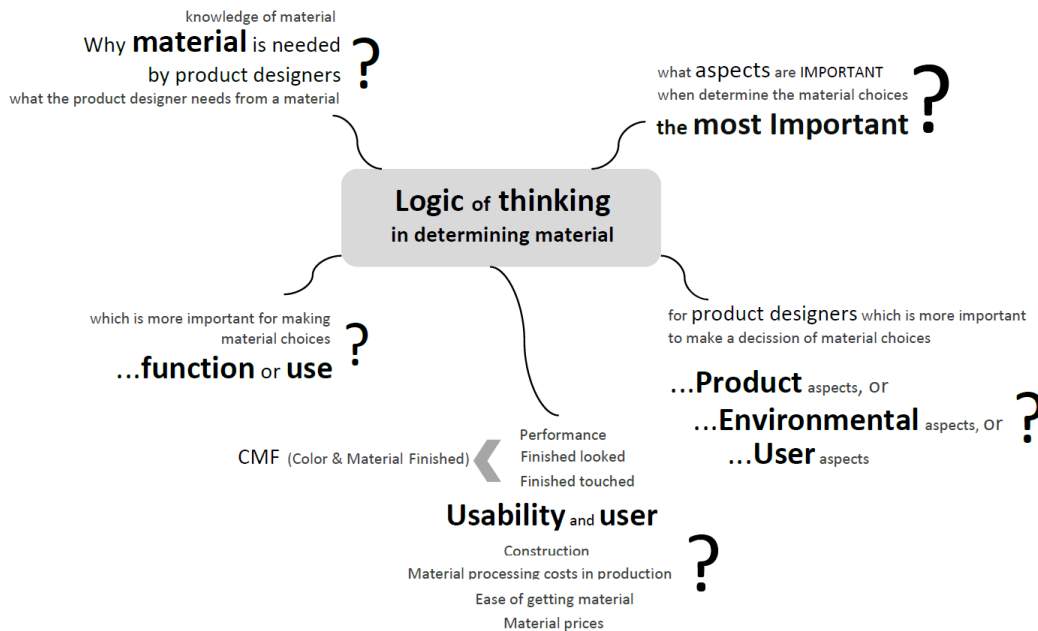 knowledge of material
Why material is needed
by product designers
what the product designer needs from a material
?
what aspects are IMPORTANT
when determine the material choices
the most Important
?
Logic of thinking
in determining material
which is more important for making
material choices
...function or use
?
for product designers which is more important
to make a decission of material choices
...Product aspects, or
...Environmental aspects, or
...User aspects
?
CMF (Color & Material Finished)
Performance
Finished looked
Finished touched
Usability and user
Construction
Material processing costs in production
Ease of getting material
Material prices
?